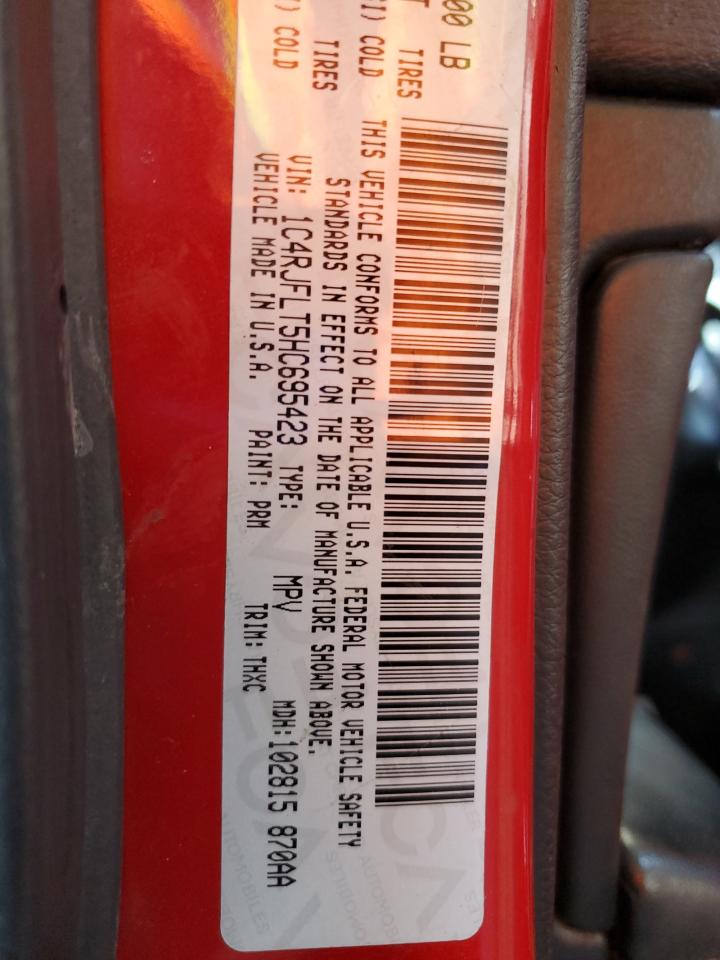 00 LB
T TIRES
SI) COLD
TIRES
I) COLD
THIS VEHICLE CONFORMS TO ALL APPLICABLE U.S.A. FEDERAL MOTOR VEHICLE SAFETY
STANDARDS IN EFFECT ON THE DATE OF MANUFACTURE SHOWN ABOVE.
VIN: 1C4RJFLT5HC695423 TYPE: MPV MDH:102815 870AA
VEHICLE MADE IN U.S.A. PAINT: PRM TRIM: THXC